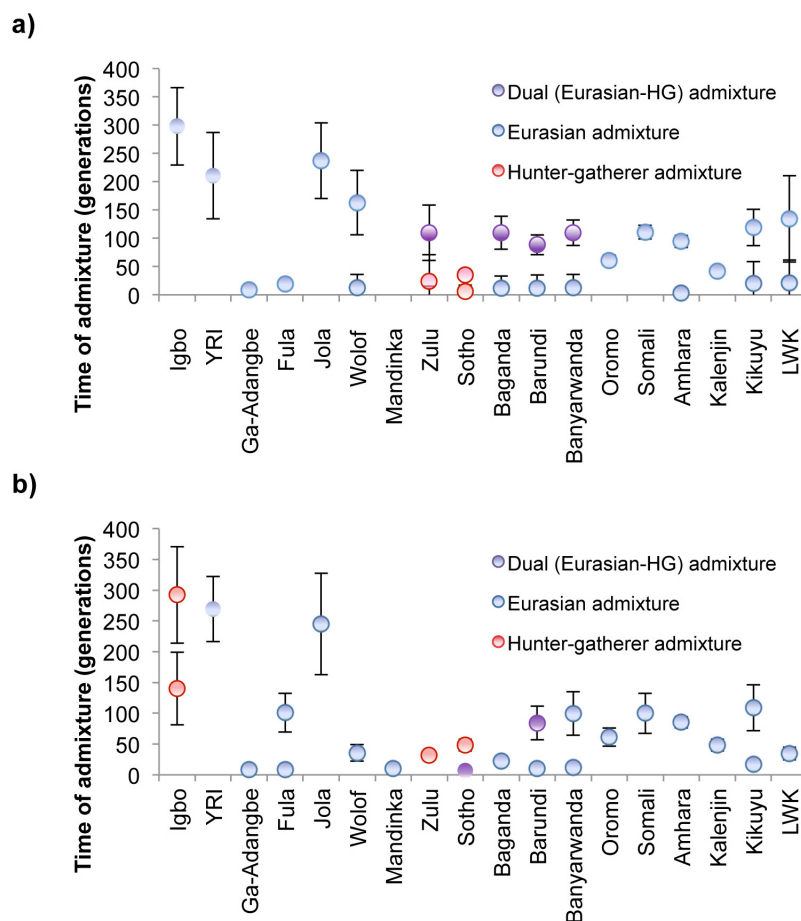 a)
Time of admixture (generations)
400
350
300
250
200
150
100
50
0
Dual (Eurasian-HG) admixture
Eurasian admixture
Hunter-gatherer admixture
Igbo
YRI
Ga-Adangbe
Fula
Jola
Wolof
Mandinka
Zulu
Sotho
Baganda
Barundi
Banyarwanda
Oromo
Somali
Amhara
Kalenjin
Kikuyu
LWK
b)
Time of admixture (generations)
400
350
300
250
200
150
100
50
0
Dual (Eurasian-HG) admixture
Eurasian admixture
Hunter-gatherer admixture
Igbo
YRI
Ga-Adangbe
Fula
Jola
Wolof
Mandinka
Zulu
Sotho
Baganda
Barundi
Banyarwanda
Oromo
Somali
Amhara
Kalenjin
Kikuyu
LWK